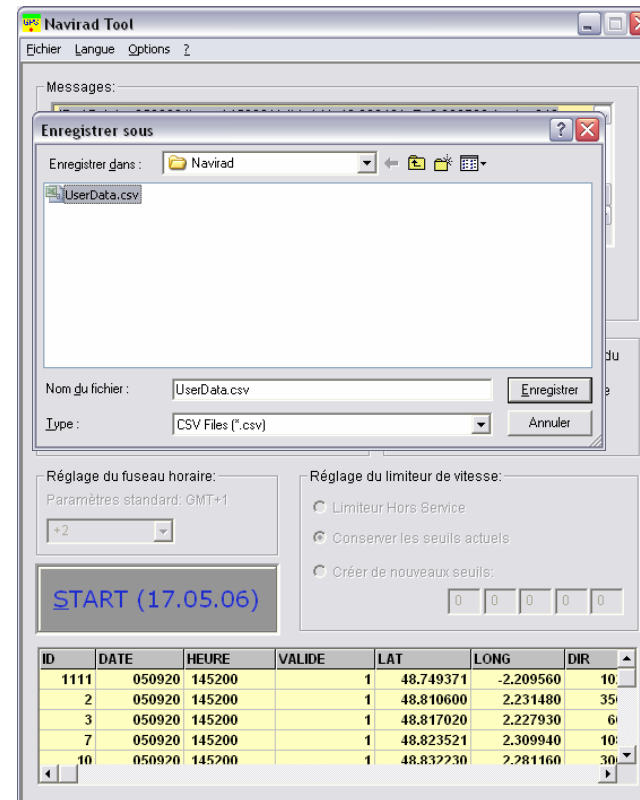 Navirad Tool
Fichier Langue Options ?
Messages:
Enregistrer sous
Enregistrer dans : Navirad
UserData.csv
Nom du fichier : UserData.csv Enregistrer
Type : CSV Files (*.csv) Annuler
du
Réglage du fuseau horaire:
Paramètres standard: GMT+1
+2
Réglage du limiteur de vitesse:
Limiteur Hors Service
Conserver les seuils actuels
Créer de nouveaux seuils:
0 0 0 0 0
START (17.05.06)
ID DATE HEURE VALIDE LAT LONG DIR
1111 050920 145200 1 48.749371 -2.209560
2 050920 145200 1 48.810600 2.231480
3 050920 145200 1 48.817020 2.227930
7 050920 145200 1 48.823521 2.309940
10 050920 145200 1 48.832230 2.281160